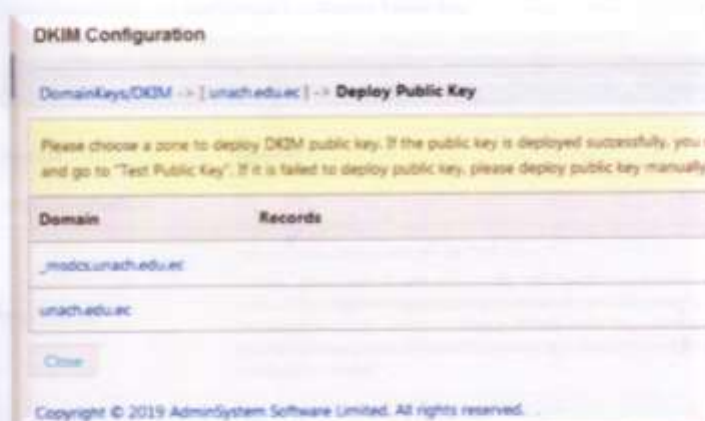 DKIM Configuration
DomainKeys/DKIM -> [ unach.edu.ec ] -> Deploy Public Key
Please choose a zone to deploy DKIM public key. If the public key is deployed successfully, you
and go to "Test Public Key". If it is failed to deploy public key, please deploy public key manually
Domain Records
_msdcs.unach.edu.ec
unach.edu.ec
Close
Copyright © 2019 AdminSystem Software Limited. All rights reserved.